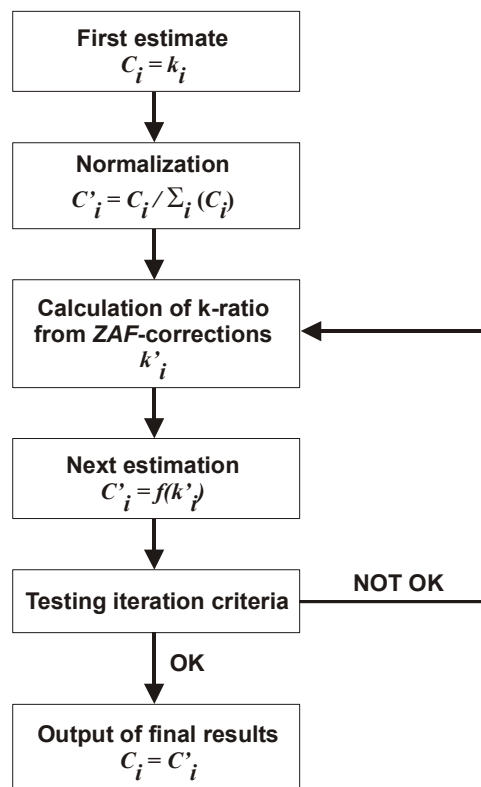 First estimate
C_i = k_i
Normalization
C'_i = C_i / Σ_i (C_i)
Calculation of k-ratio
from ZAF-corrections
k'_i
Next estimation
C'_i = f(k'_i)
Testing iteration criteria
NOT OK
OK
Output of final results
C_i = C'_i